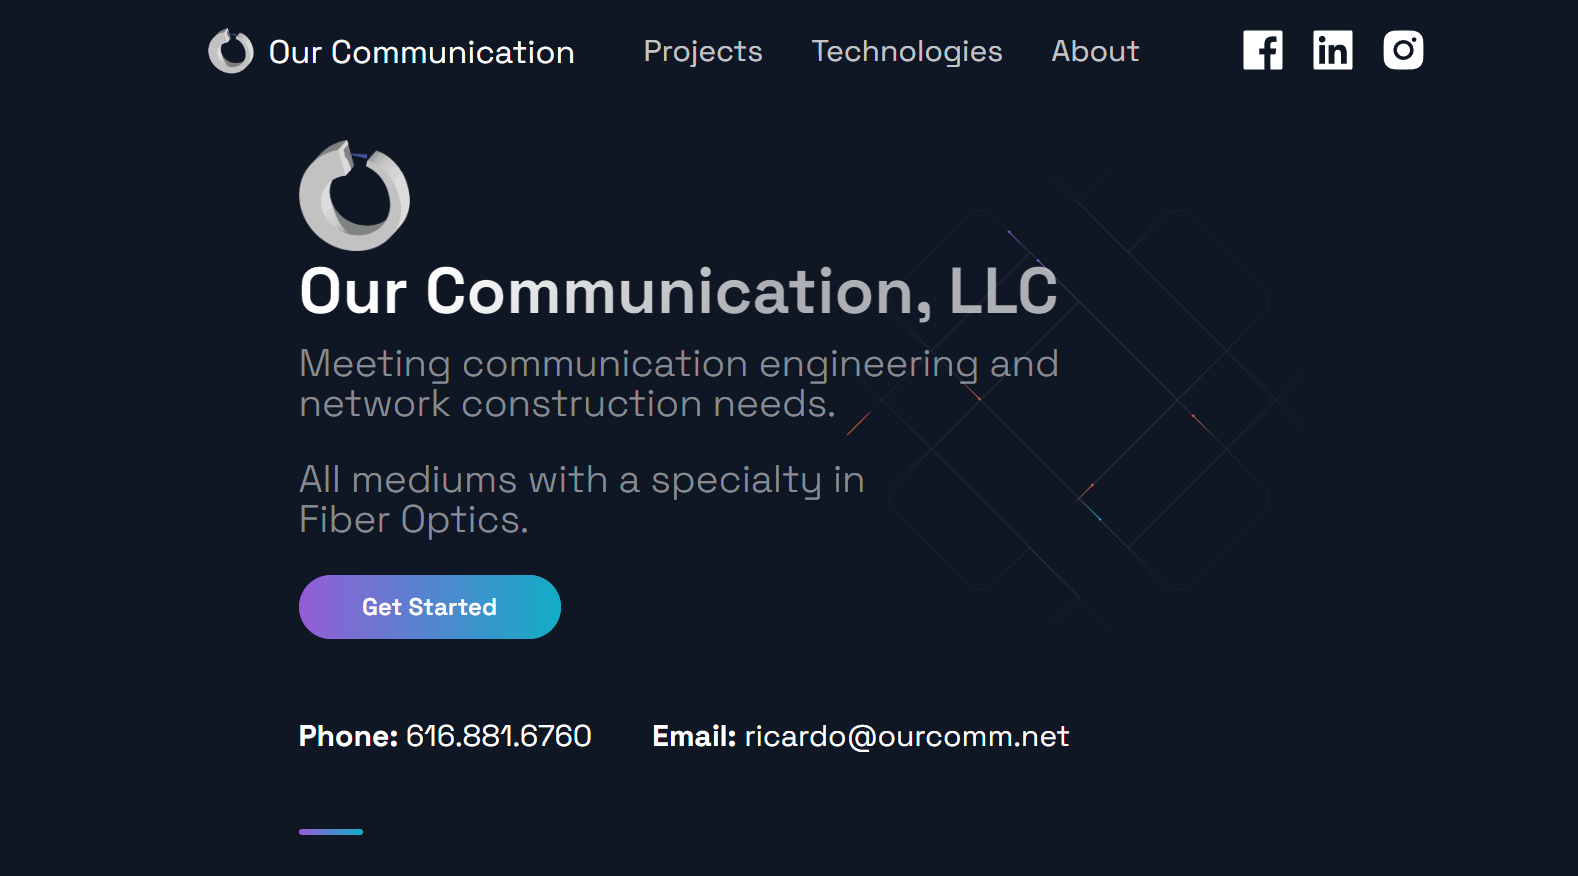 Our Communication
Projects
Technologies
About
Our Communication, LLC
Meeting communication engineering and
network construction needs.
All mediums with a specialty in
Fiber Optics.
Get Started
Phone: 616.881.6760
Email: ricardo@ourcomm.net